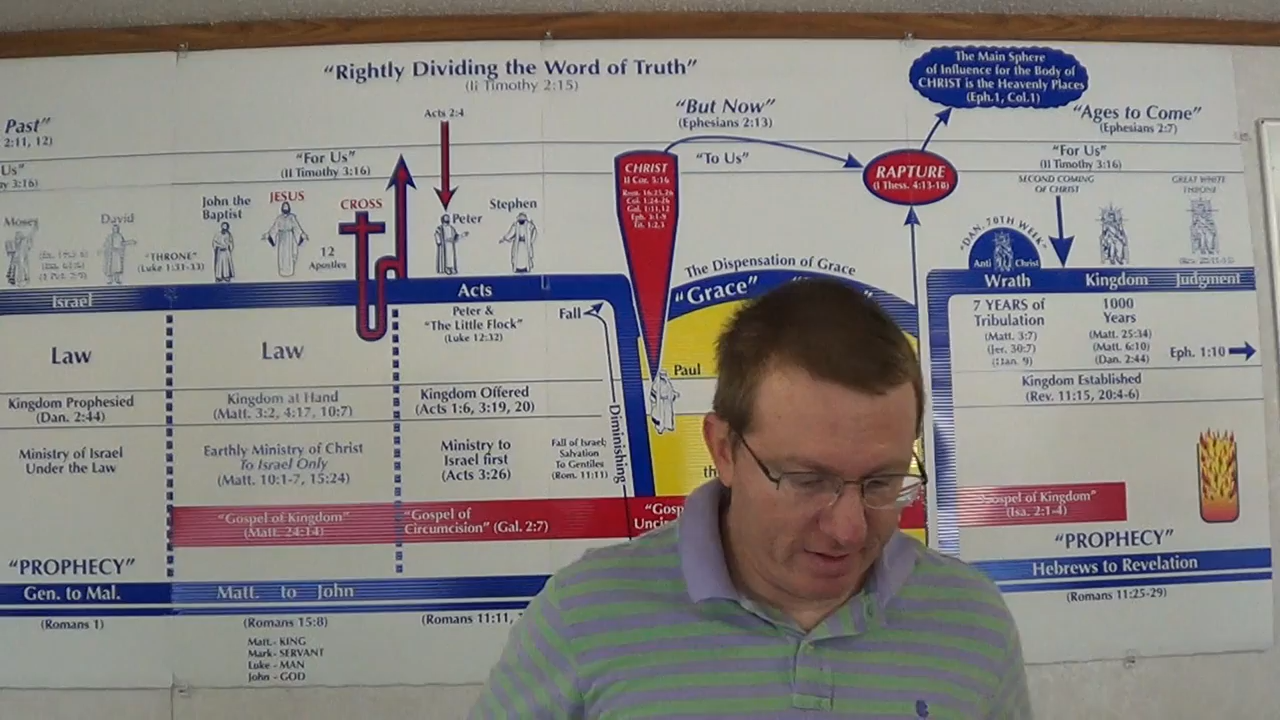 "Rightly Dividing the Word of Truth"
(Ii Timothy 2:15)
The Main Sphere
of Influence for the Body of
CHRIST is the Heavenly Places
(Eph.1, Col.1)
Past"
2:11, 12)
"But Now"
(Ephesians 2:13)
"Ages to Come"
(Ephesians 2:7)
Us"
3:16)
"For Us"
(II Timothy 3:16)
Acts 2:4
"To Us"
"For Us"
(II Timothy 3:16)
CHRIST
II Cor. 5:16
RAPTURE
(I Thess. 4:13-18)
SECOND COMING
OF CHRIST
GREAT WHITE
THRONE
Moses
David
"THRONE"
(Luke 1:31-33)
John the
Baptist
JESUS
12
Apostles
CROSS
Peter
Stephen
"DAN. 70TH WEEK"
Anti Christ
The Dispensation of Grace
"Grace"
Israel
Acts
Wrath
Kingdom
Judgment
Law
Law
Peter &
"The Little Flock"
(Luke 12:32)
Fall
Diminishing
Paul
7 YEARS of
Tribulation
(Matt. 3:7)
(Jer. 30:7)
(Dan. 9)
1000
Years
(Matt. 25:34)
(Matt. 6:10)
(Dan. 2:44)
Eph. 1:10
Kingdom Prophesied
(Dan. 2:44)
Kingdom at Hand
(Matt. 3:2, 4:17, 10:7)
Kingdom Offered
(Acts 1:6, 3:19, 20)
Kingdom Established
(Rev. 11:15, 20:4-6)
Ministry of Israel
Under the Law
Earthly Ministry of Christ
To Israel Only
(Matt. 10:1-7, 15:24)
Ministry to
Israel first
(Acts 3:26)
Fall of Israel;
Salvation
To Gentiles
(Rom. 11:11)
th
"Gospel of Kingdom"
(Matt. 24:14)
"Gospel of
Circumcision" (Gal. 2:7)
"Gosp
Uncir
"Gospel of Kingdom"
(Isa. 2:1-4)
"PROPHECY"
"PROPHECY"
Gen. to Mal.
Matt. to John
Hebrews to Revelation
(Romans 1)
(Romans 15:8)
(Romans 11:11,
(Romans 11:25-29)
Matt.- KING
Mark- SERVANT
Luke - MAN
John - GOD